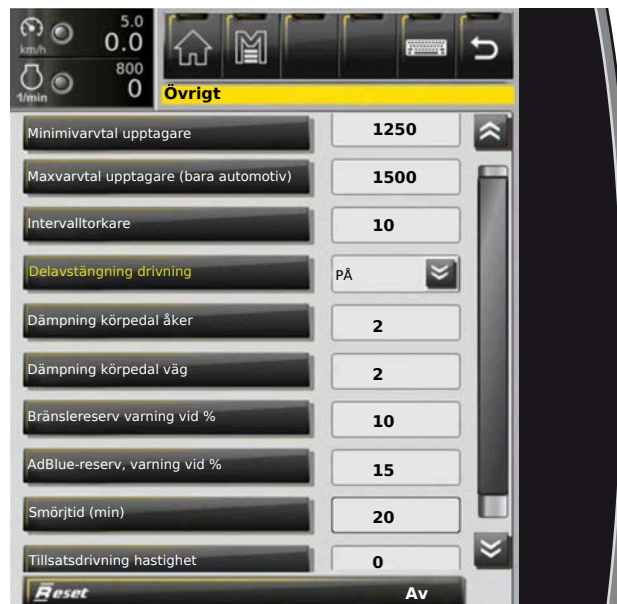 5.0
km/h 0.0
800
1/min 0
Övrigt
Minimivarvtal upptagare 1250
Maxvarvtal upptagare (bara automotiv) 1500
Intervalltorkare 10
Delavstängning drivning PÅ
Dämpning körpedal åker 2
Dämpning körpedal väg 2
Bränslereserv varning vid % 10
AdBlue-reserv, varning vid % 15
Smörjtid (min) 20
Tillsatsdrivning hastighet 0
Reset Av